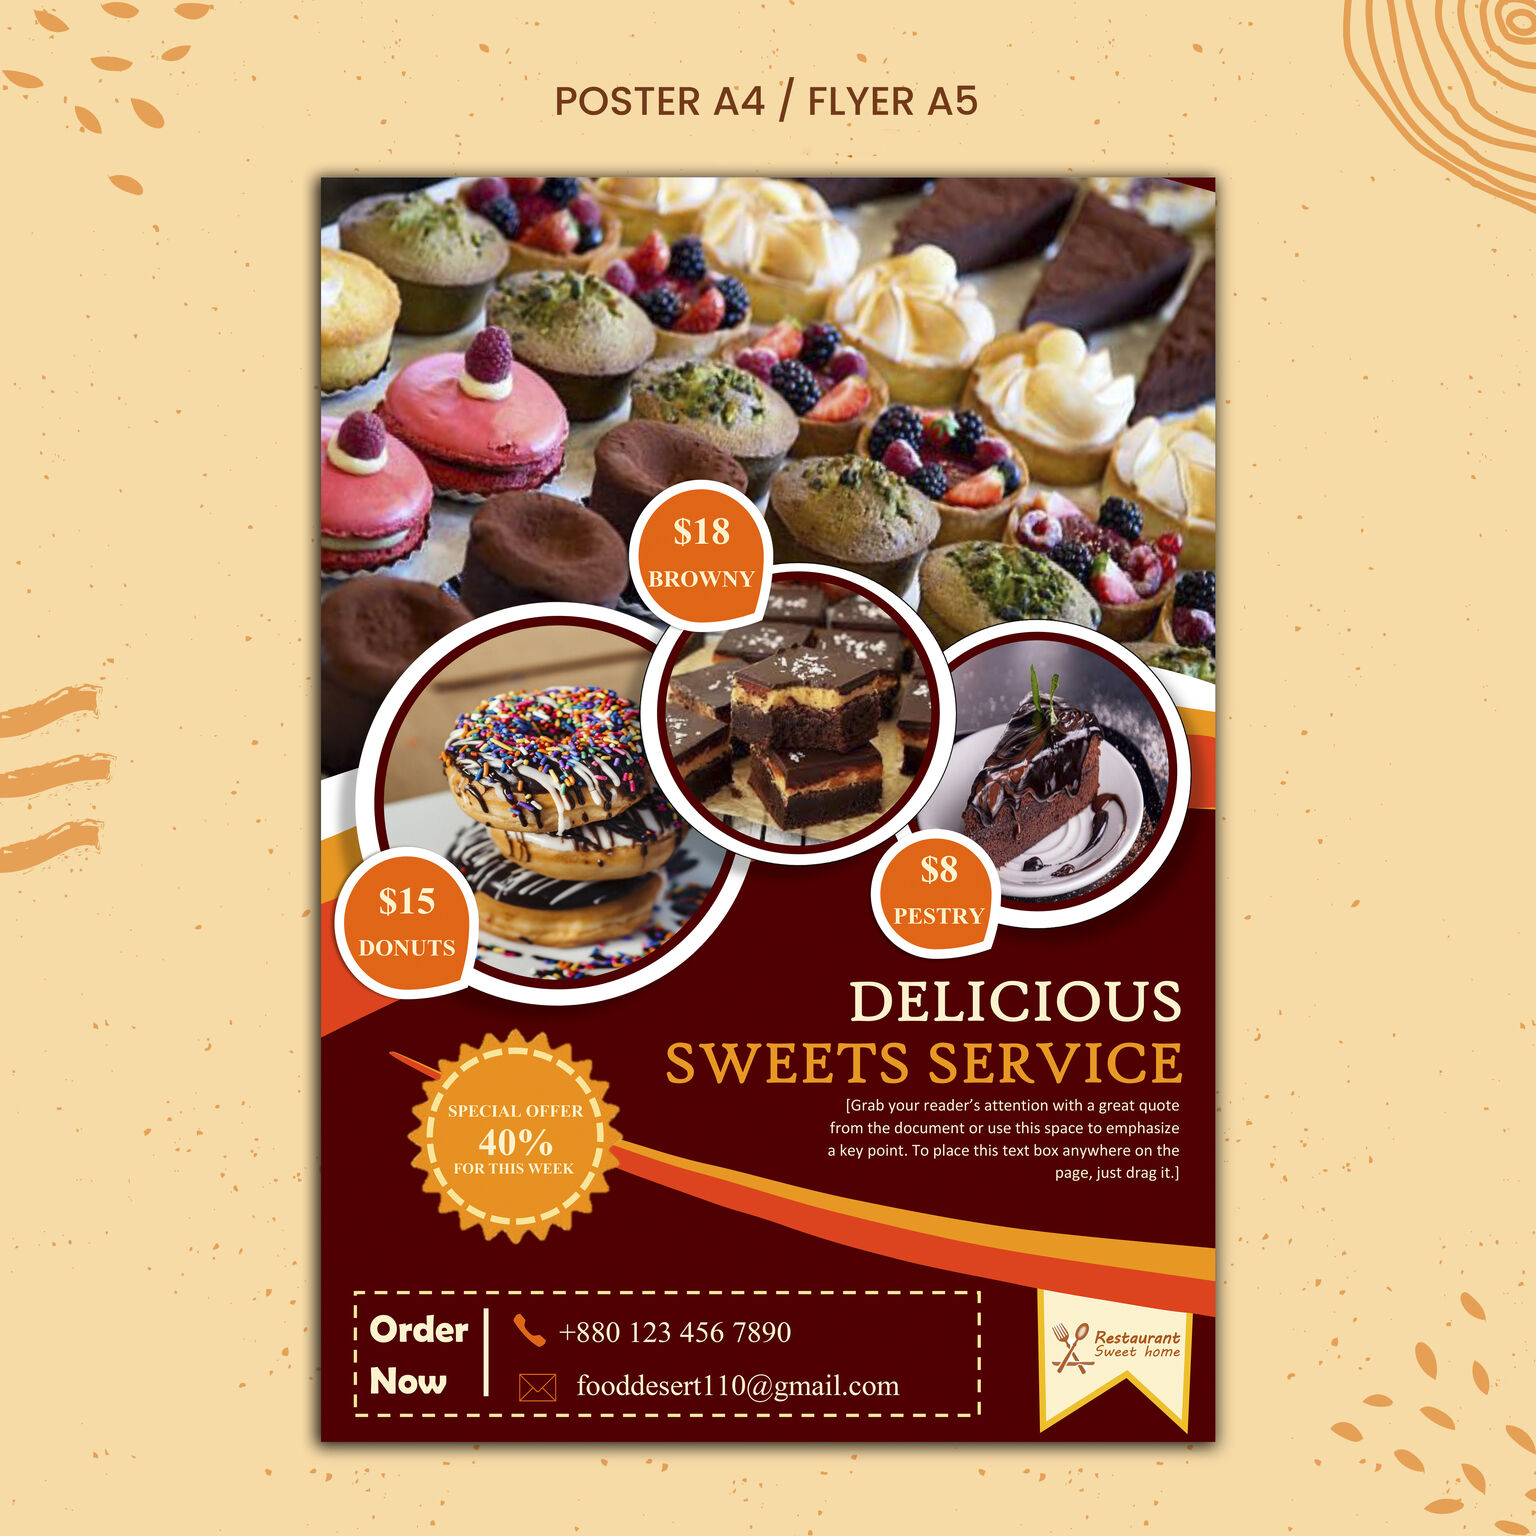 POSTER A4 / FLYER A5
$18
BROWNY
$15
DONUTS
$8
PESTRY
DELICIOUS
SWEETS SERVICE
[Grab your reader's attention with a great quote
from the document or use this space to emphasize
a key point. To place this text box anywhere on the
page, just drag it.]
SPECIAL OFFER
40%
FOR THIS WEEK
Order
Now
+880 123 456 7890
fooddesert110@gmail.com
Restaurant
Sweet home